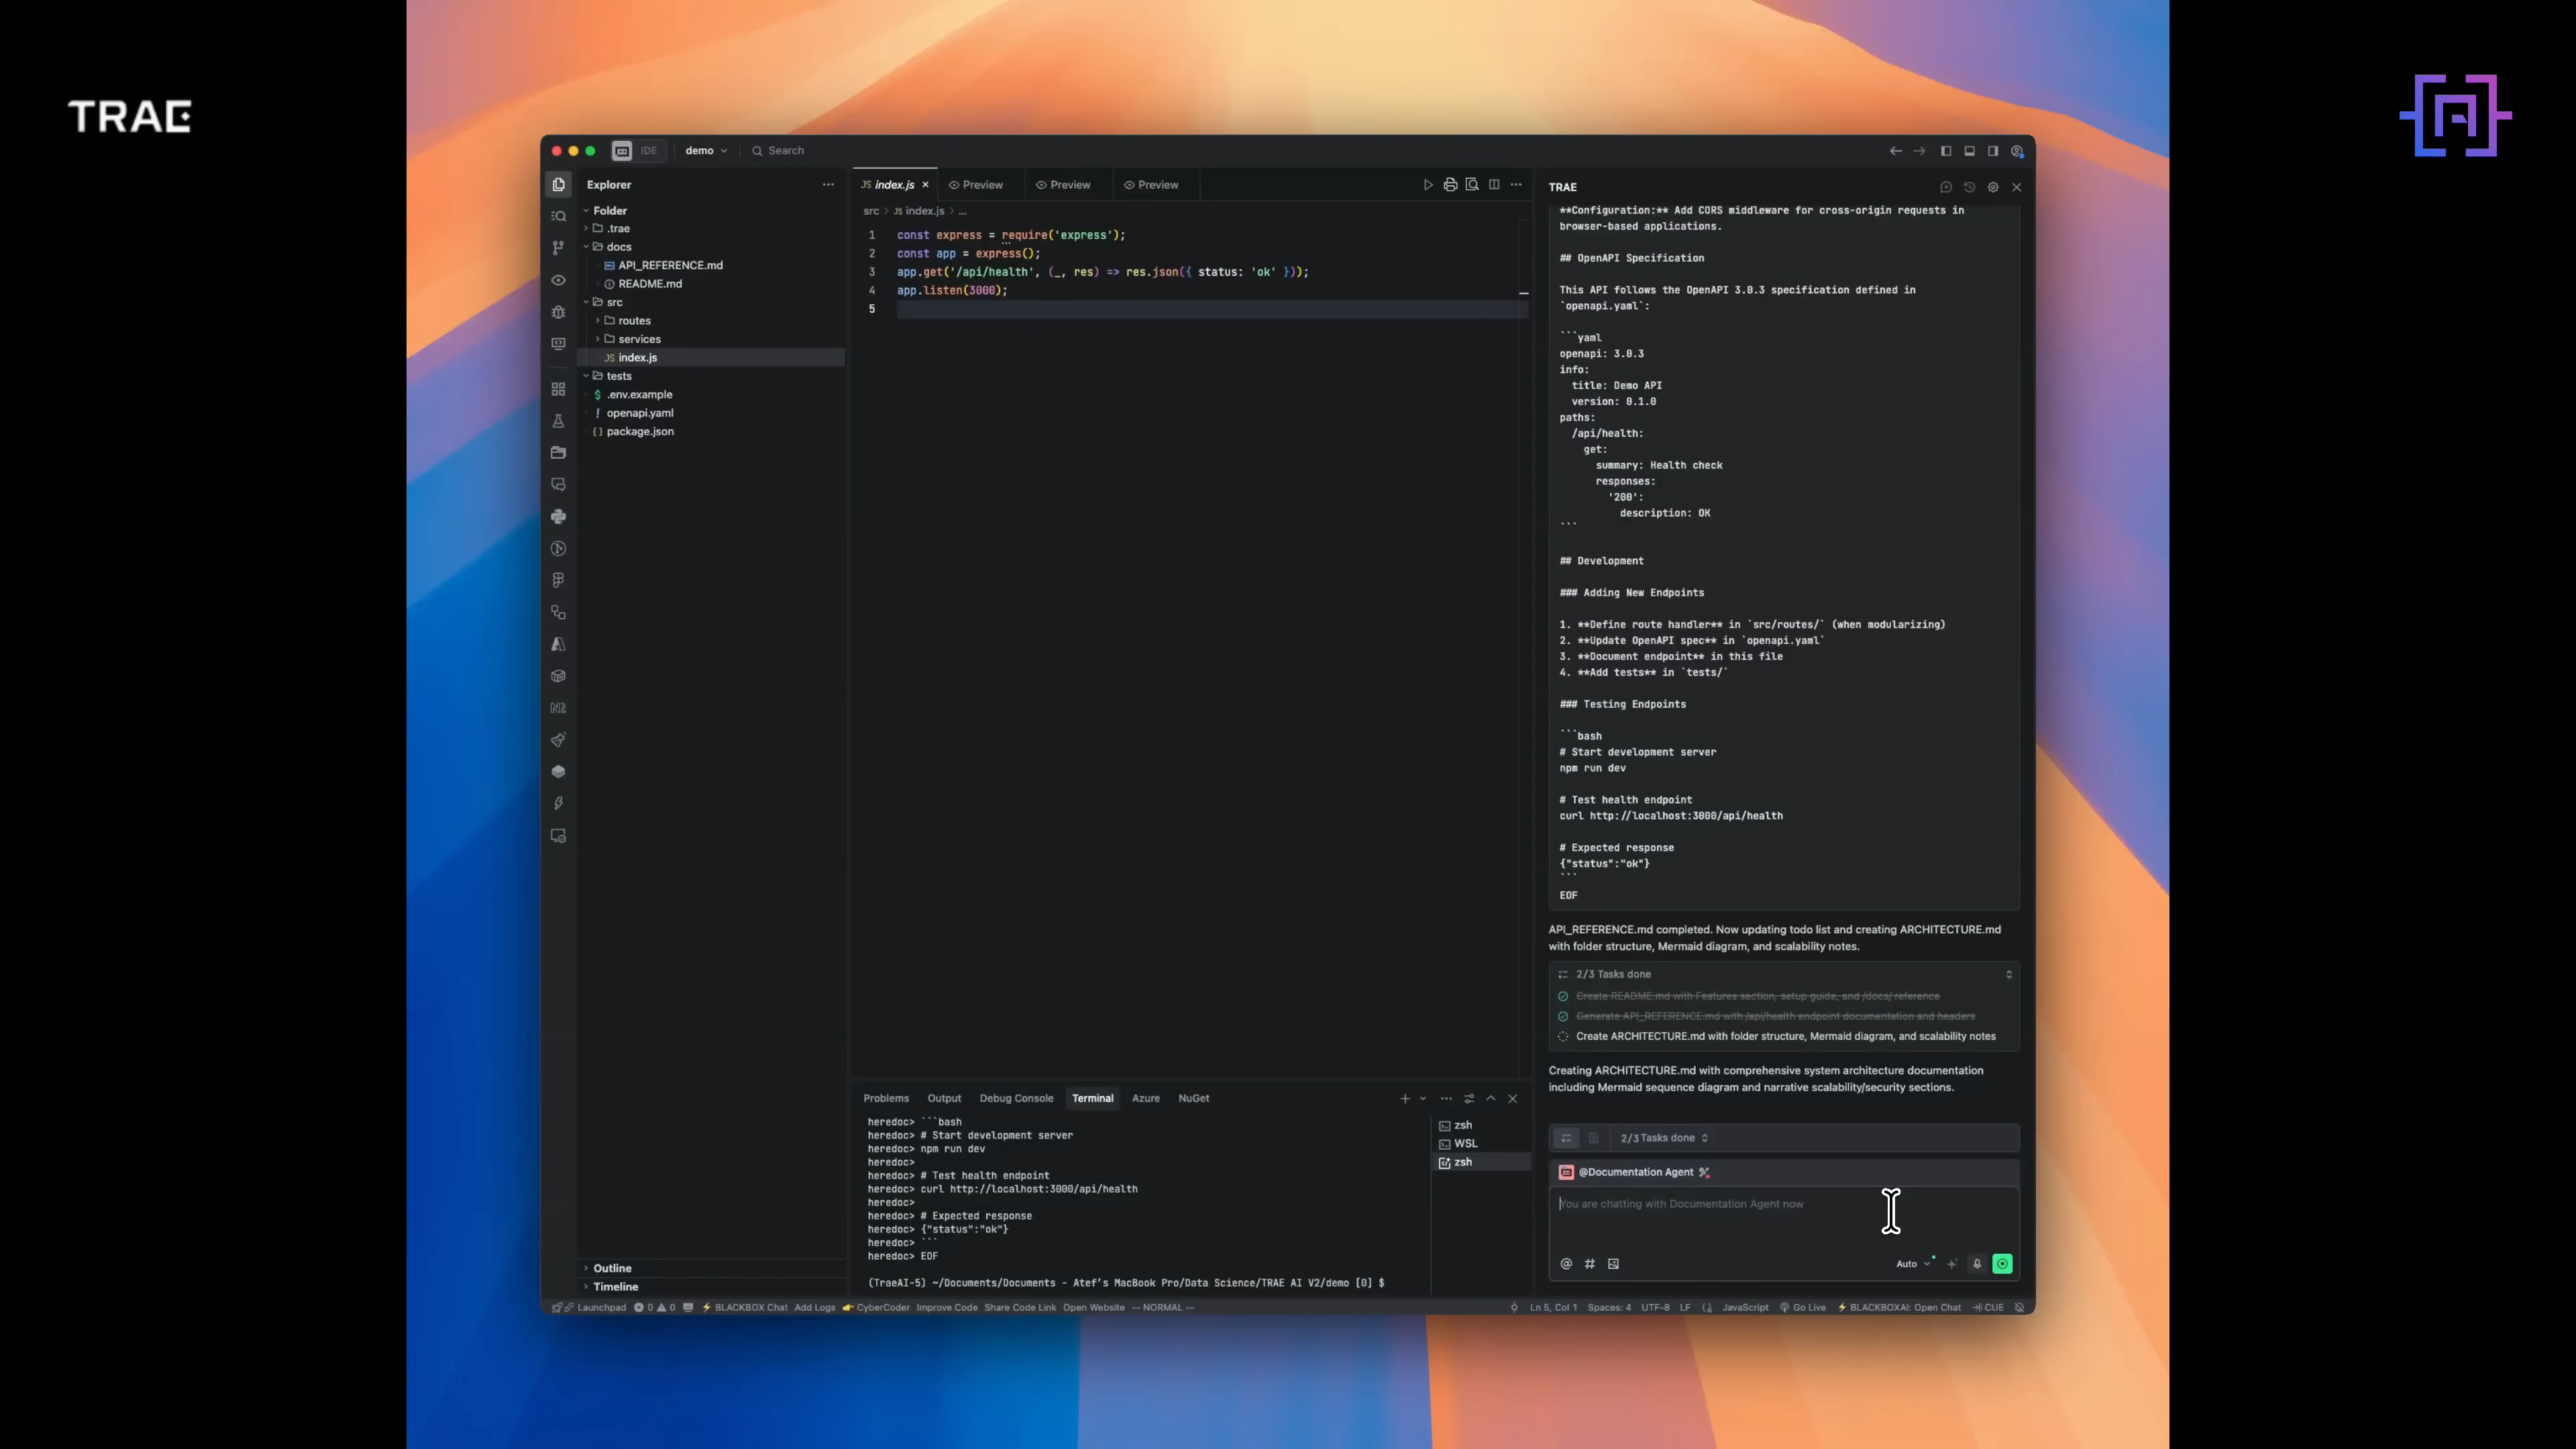 TRAE
IDE
demo
Search
Explorer
Folder
.trae
docs
API_REFERENCE.md
README.md
src
routes
services
JS index.js
tests
$ .env.example
! openapi.yaml
{} package.json
Outline
Timeline
JS index.js
Preview
Preview
Preview
src > JS index.js > ...
1 const express = require('express');
2 const app = express();
3 app.get('/api/health', (_, res) => res.json({ status: 'ok' }));
4 app.listen(3000);
5
Problems Output Debug Console Terminal Azure NuGet
heredoc> ```bash
heredoc> # Start development server
heredoc> npm run dev
heredoc>
heredoc> # Test health endpoint
heredoc> curl http://localhost:3000/api/health
heredoc>
heredoc> # Expected response
heredoc> {"status":"ok"}
heredoc> ```
heredoc> EOF
(TraeAI-5) ~/Documents/Documents - Atef's MacBook Pro/Data Science/TRAE AI V2/demo [0] $
zsh
WSL
zsh
TRAE
**Configuration:** Add CORS middleware for cross-origin requests in
browser-based applications.
## OpenAPI Specification
This API follows the OpenAPI 3.0.3 specification defined in
`openapi.yaml`:
```yaml
openapi: 3.0.3
info:
title: Demo API
version: 0.1.0
paths:
/api/health:
get:
summary: Health check
responses:
'200':
description: OK
```
## Development
### Adding New Endpoints
1. **Define route handler** in `src/routes/` (when modularizing)
2. **Update OpenAPI spec** in `openapi.yaml`
3. **Document endpoint** in this file
4. **Add tests** in `tests/`
### Testing Endpoints
```bash
# Start development server
npm run dev
# Test health endpoint
curl http://localhost:3000/api/health
# Expected response
{"status":"ok"}
```
EOF
API_REFERENCE.md completed. Now updating todo list and creating ARCHITECTURE.md
with folder structure, Mermaid diagram, and scalability notes.
2/3 Tasks done
Create README.md with Features section, setup guide, and /docs/ reference
Generate API_REFERENCE.md with /api/health endpoint documentation and headers
Create ARCHITECTURE.md with folder structure, Mermaid diagram, and scalability notes
Creating ARCHITECTURE.md with comprehensive system architecture documentation
including Mermaid sequence diagram and narrative scalability/security sections.
2/3 Tasks done
@Documentation Agent
You are chatting with Documentation Agent now
Auto
Launchpad 0 0 BLACKBOX Chat Add Logs CyberCoder Improve Code Share Code Link Open Website -- NORMAL --
Ln 5, Col 1 Spaces: 4 UTF-8 LF JavaScript Go Live BLACKBOXAI: Open Chat CUE